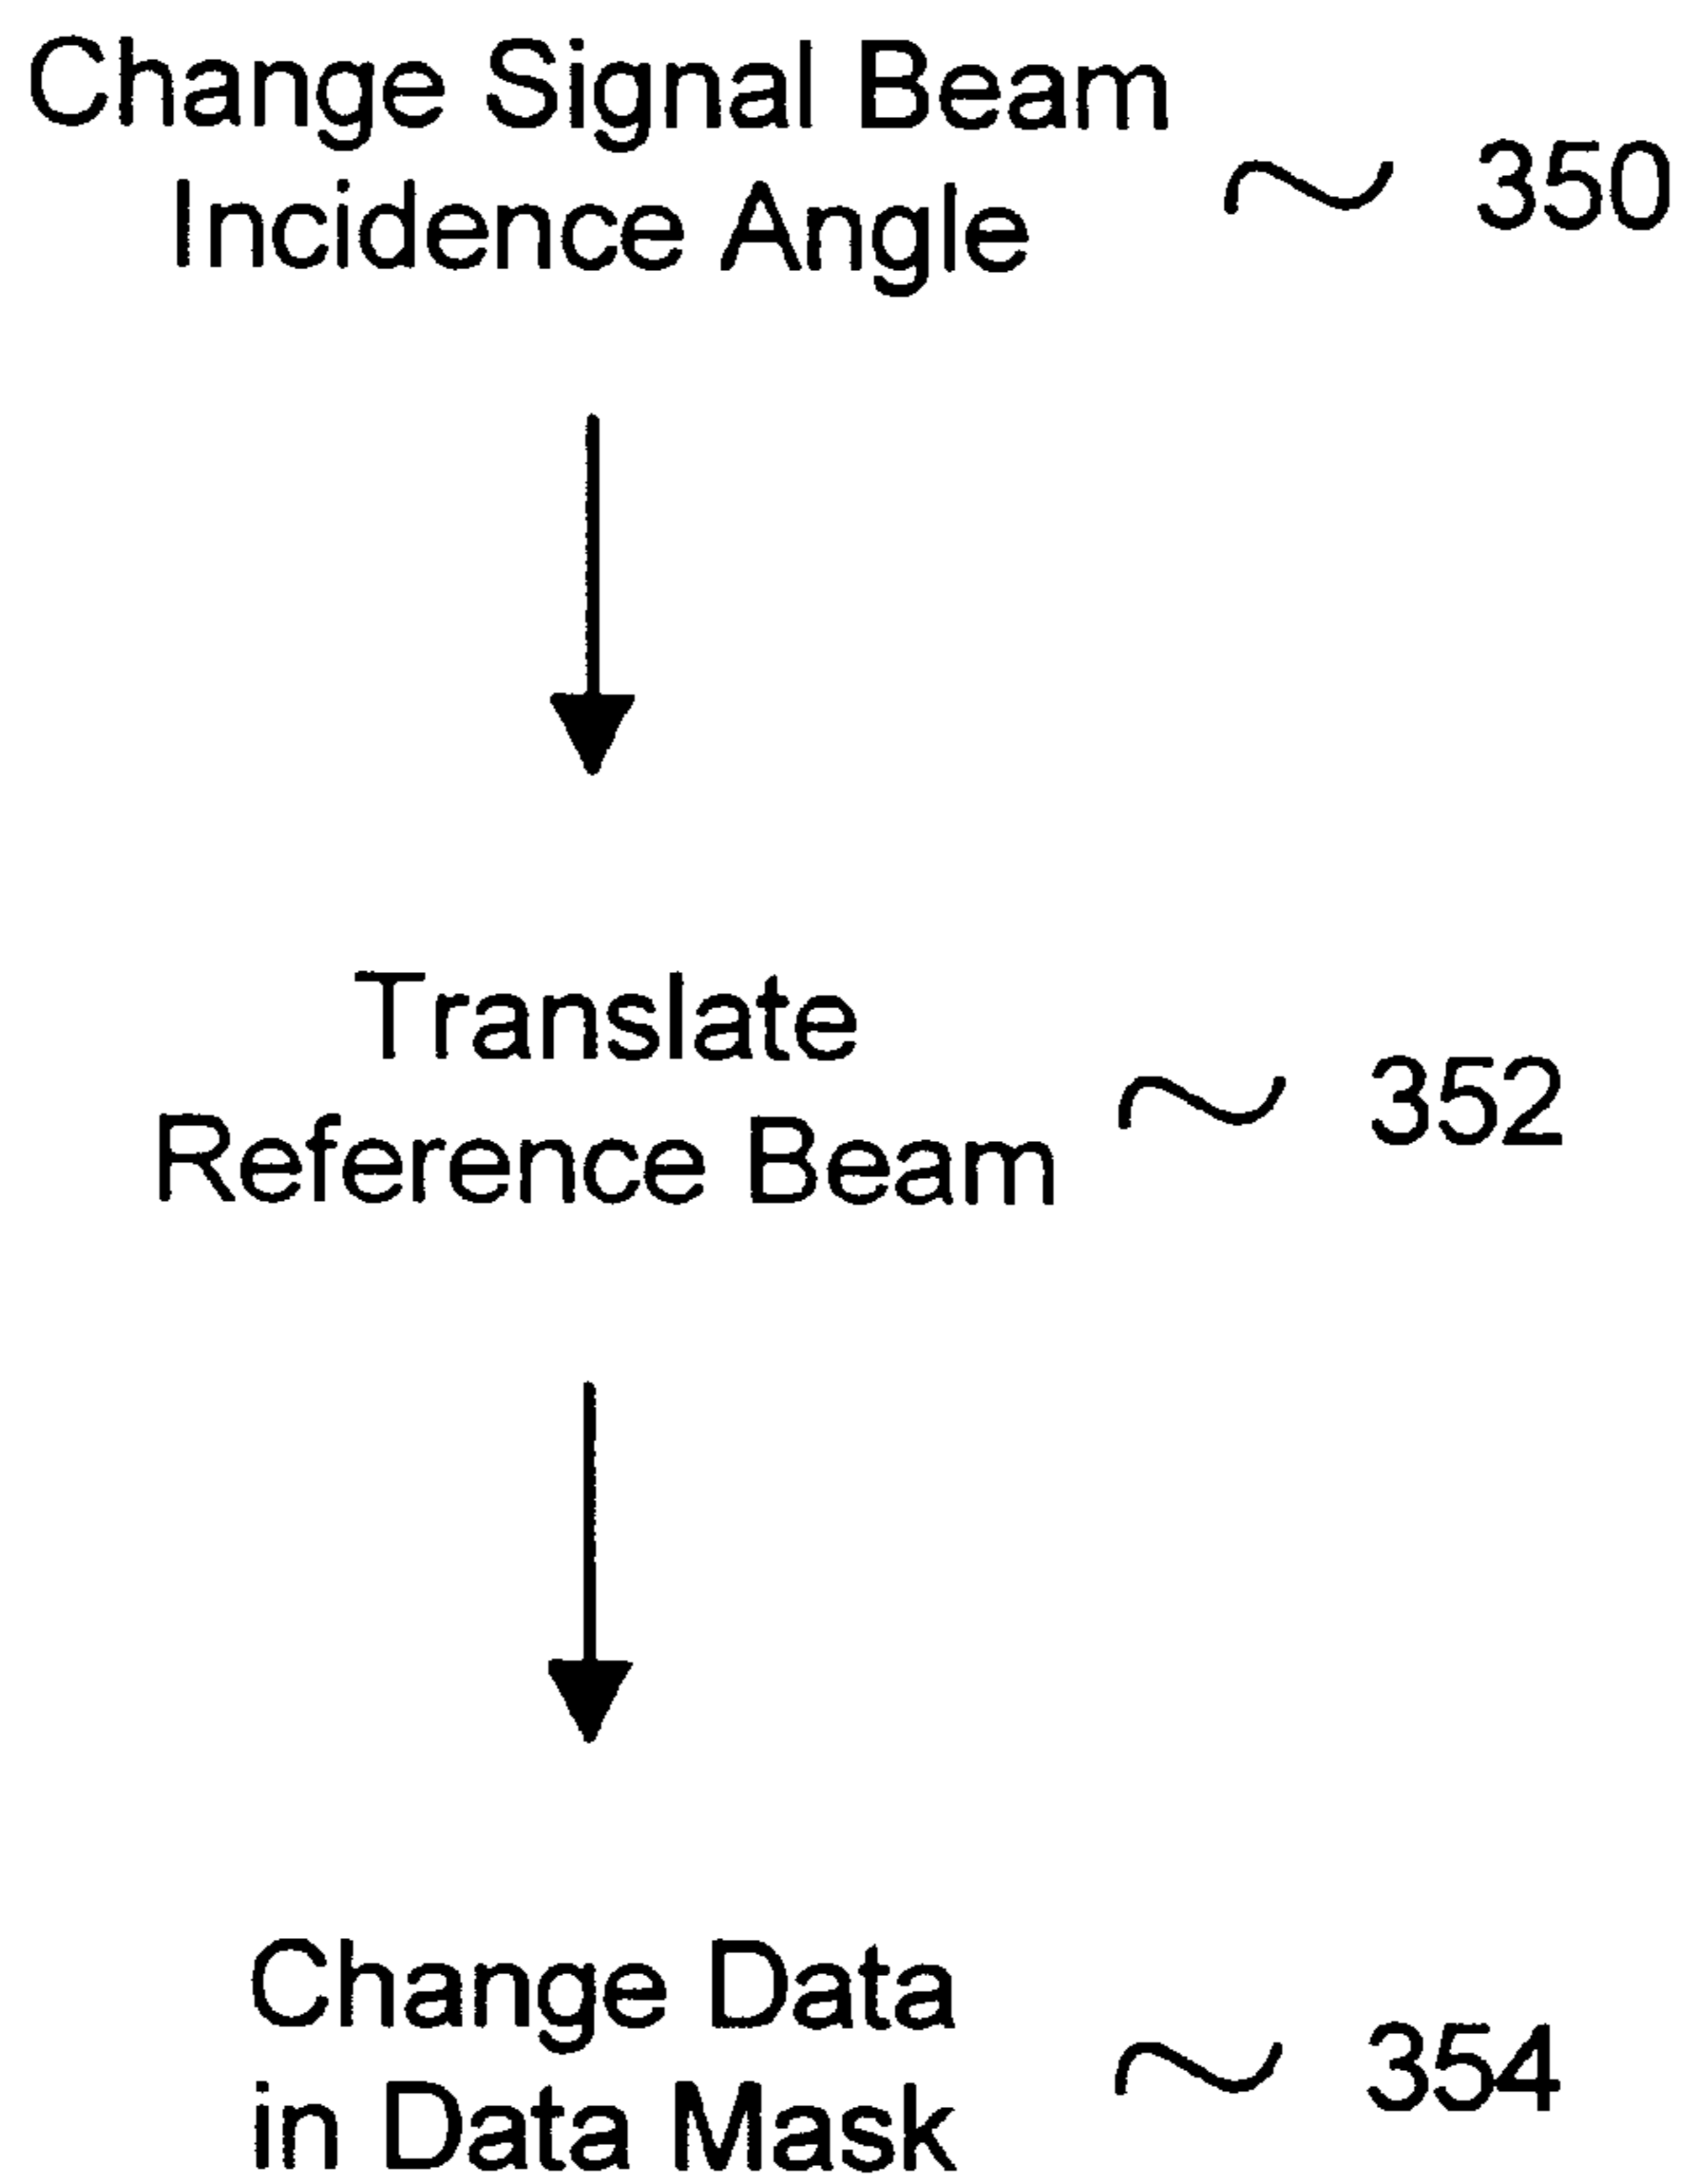 Change Signal Beam
Incidence Angle
350
Translate
Reference Beam
352
Change Data
in Data Mask
354